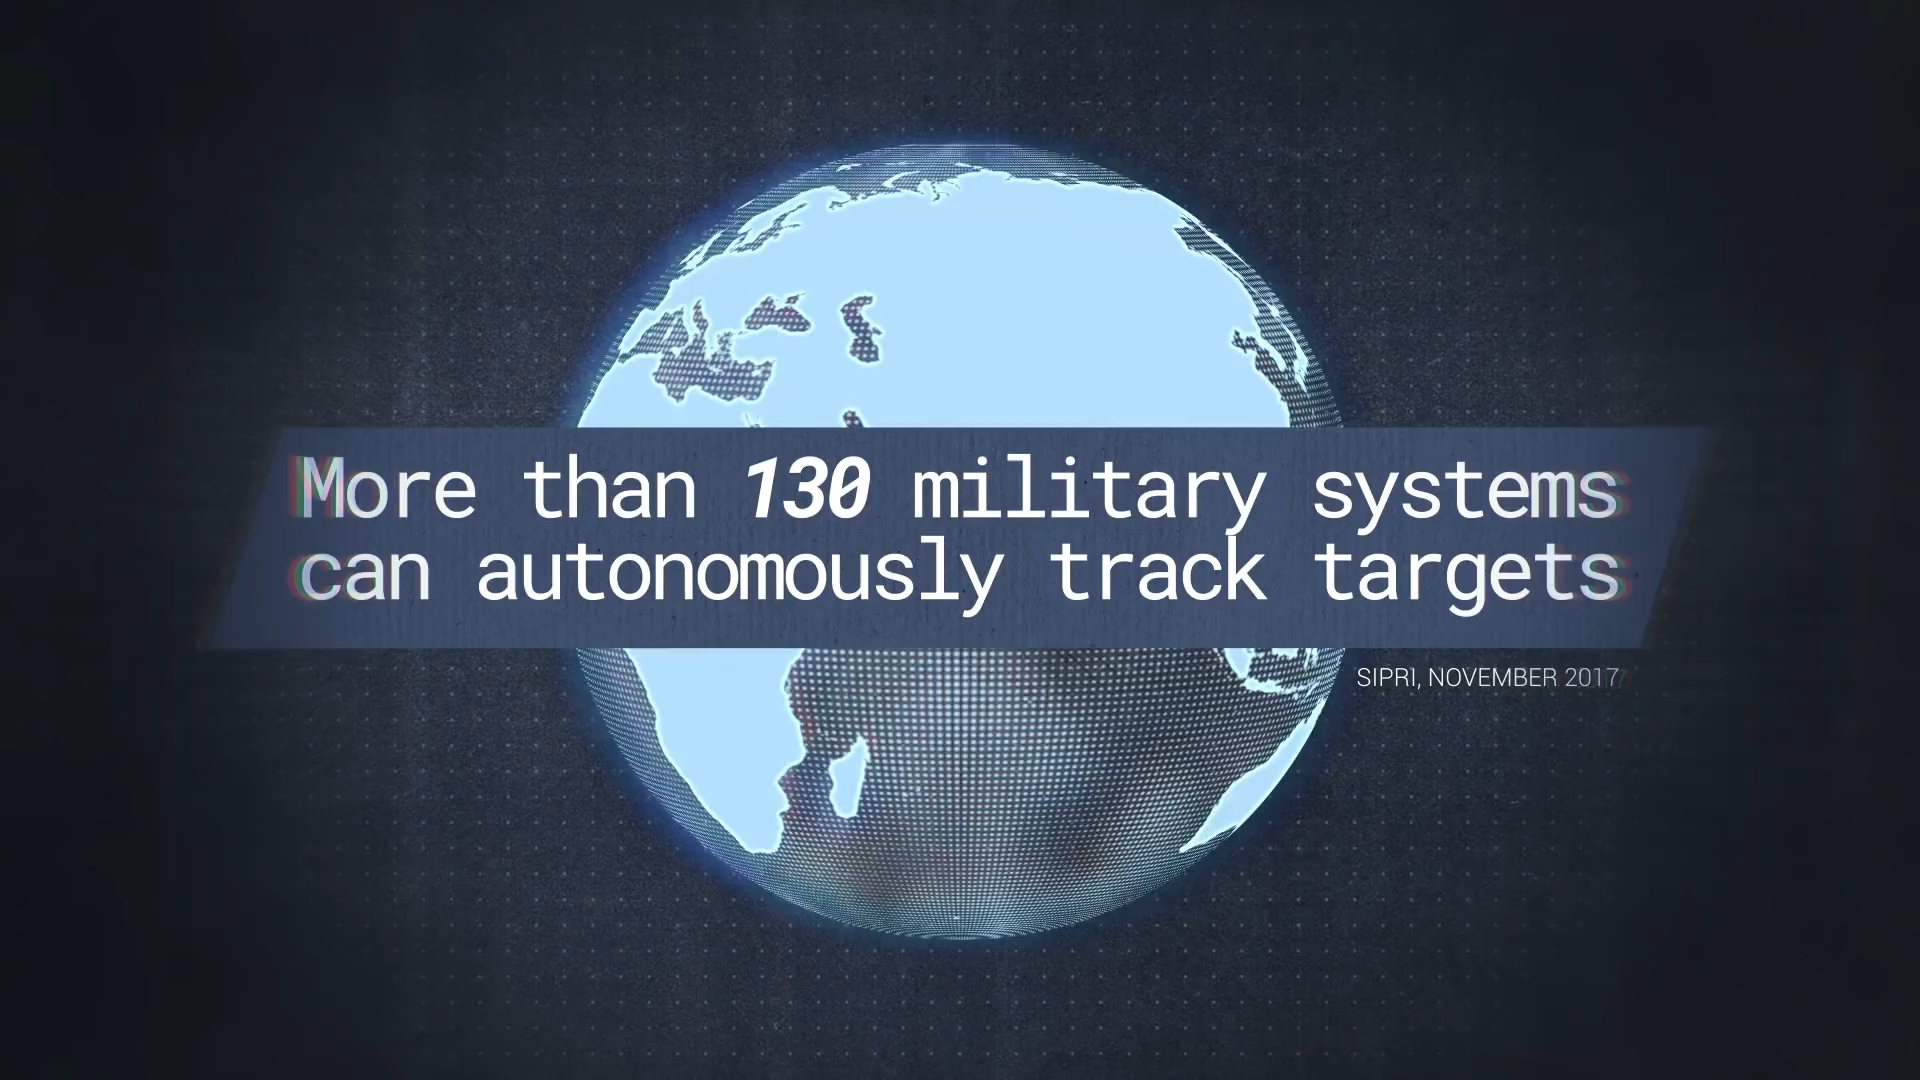 More than 130 military systems
can autonomously track targets
SIPRI, NOVEMBER 2017